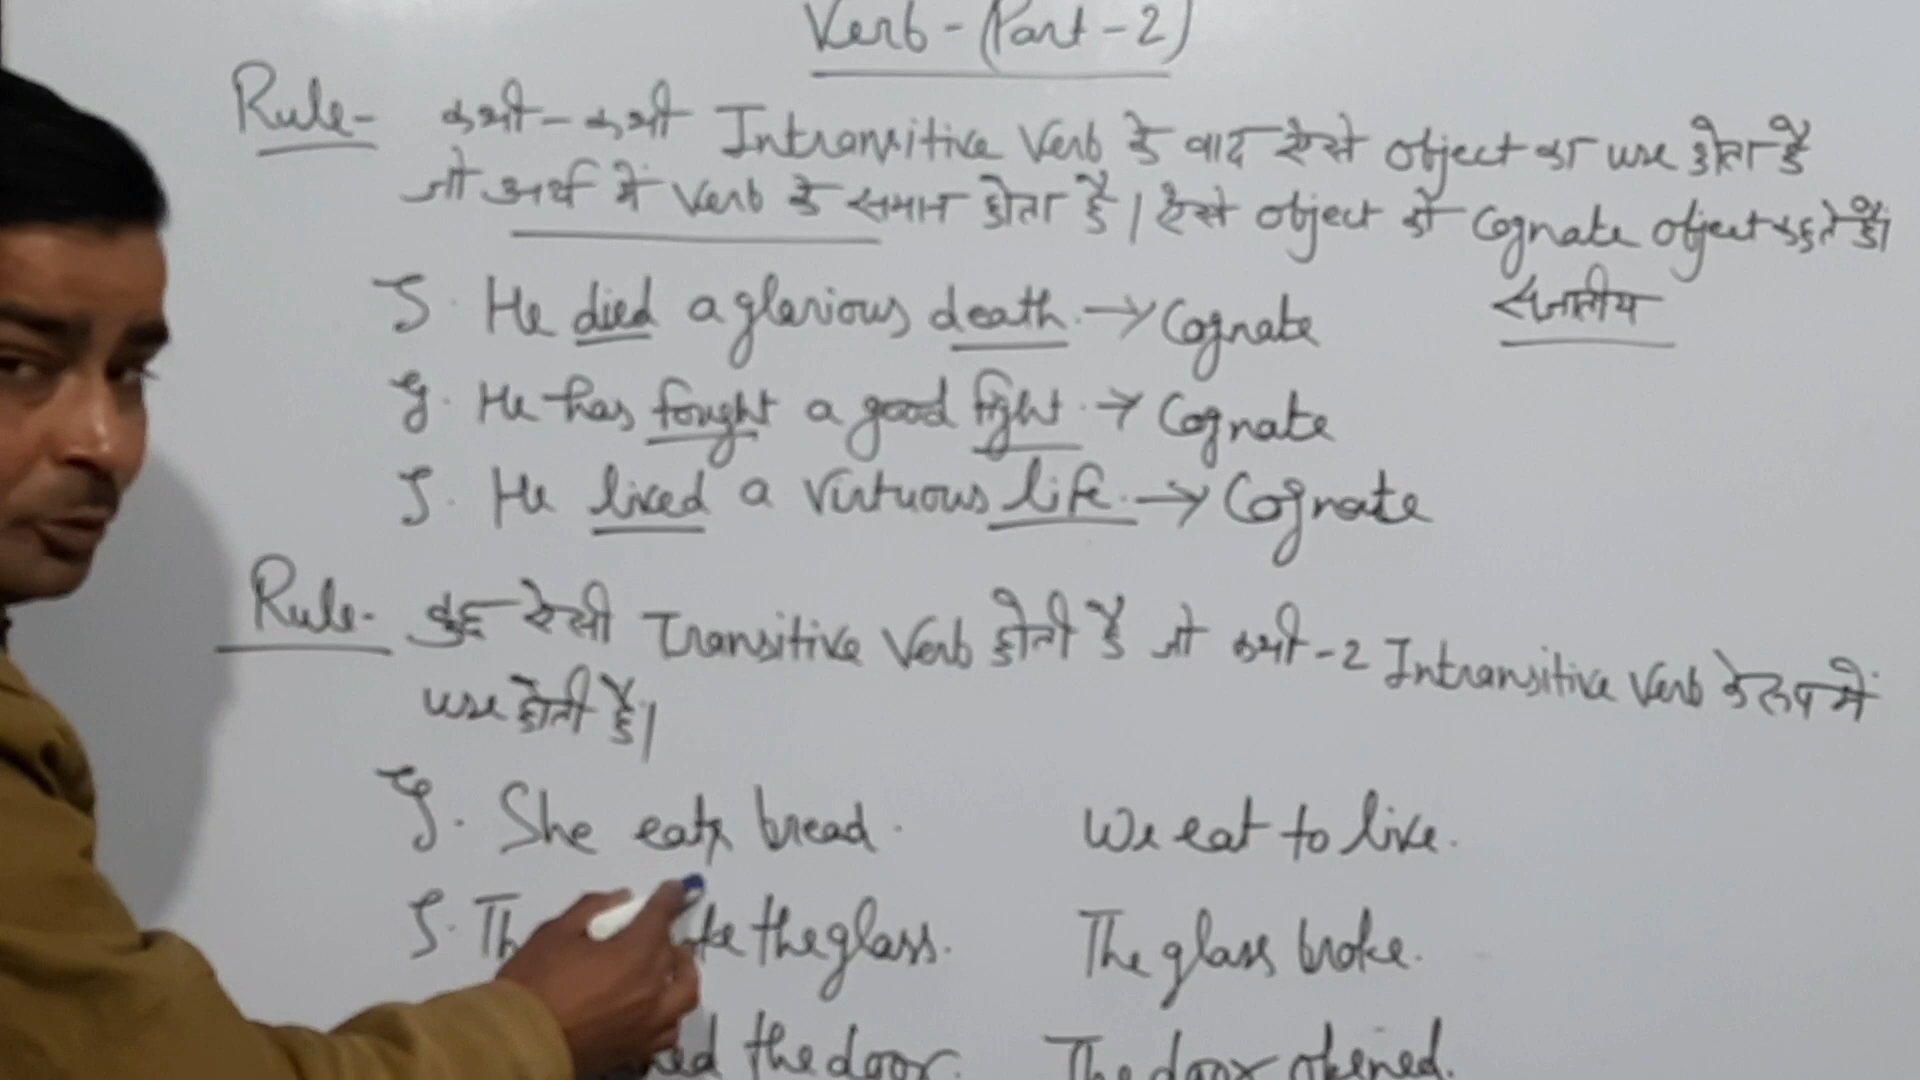 Verb - (Part - 2)
Rule- कभी - कभी Intransitive Verb के बाद ऐसे object का use होता है
जो अर्थ में Verb के समान होता है। ऐसे object को Cognate object कहते हैं।
सजातीय
He died a glorious death. → Cognate
He has fought a good fight. → Cognate
He lived a virtuous life. → Cognate
Rule- कुछ ऐसी Transitive Verb होती है जो कभी-2 Intransitive Verb के रूप में
use होती है।
She eats bread. We eat to live.
the glass. The glass broke.
the door. The door opened.